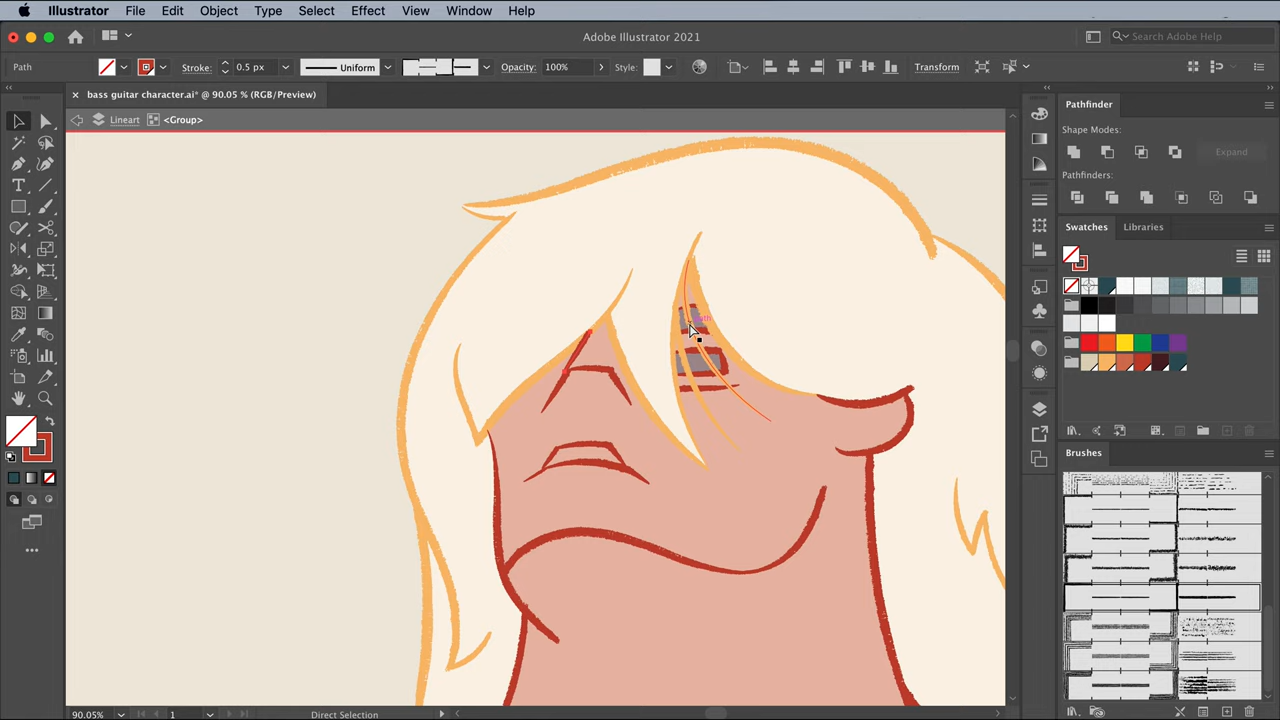 Illustrator File Edit Object Type Select Effect View Window Help
Adobe Illustrator 2021
Search Adobe Help
Path Stroke: 0.5 px Uniform Opacity: 100% Style: Transform
× bass guitar character.ai* @ 90.05 % (RGB/Preview)
Lineart <Group>
Pathfinder
Shape Modes:
Expand
Pathfinders:
Swatches Libraries
Brushes
90.05% 1 Direct Selection